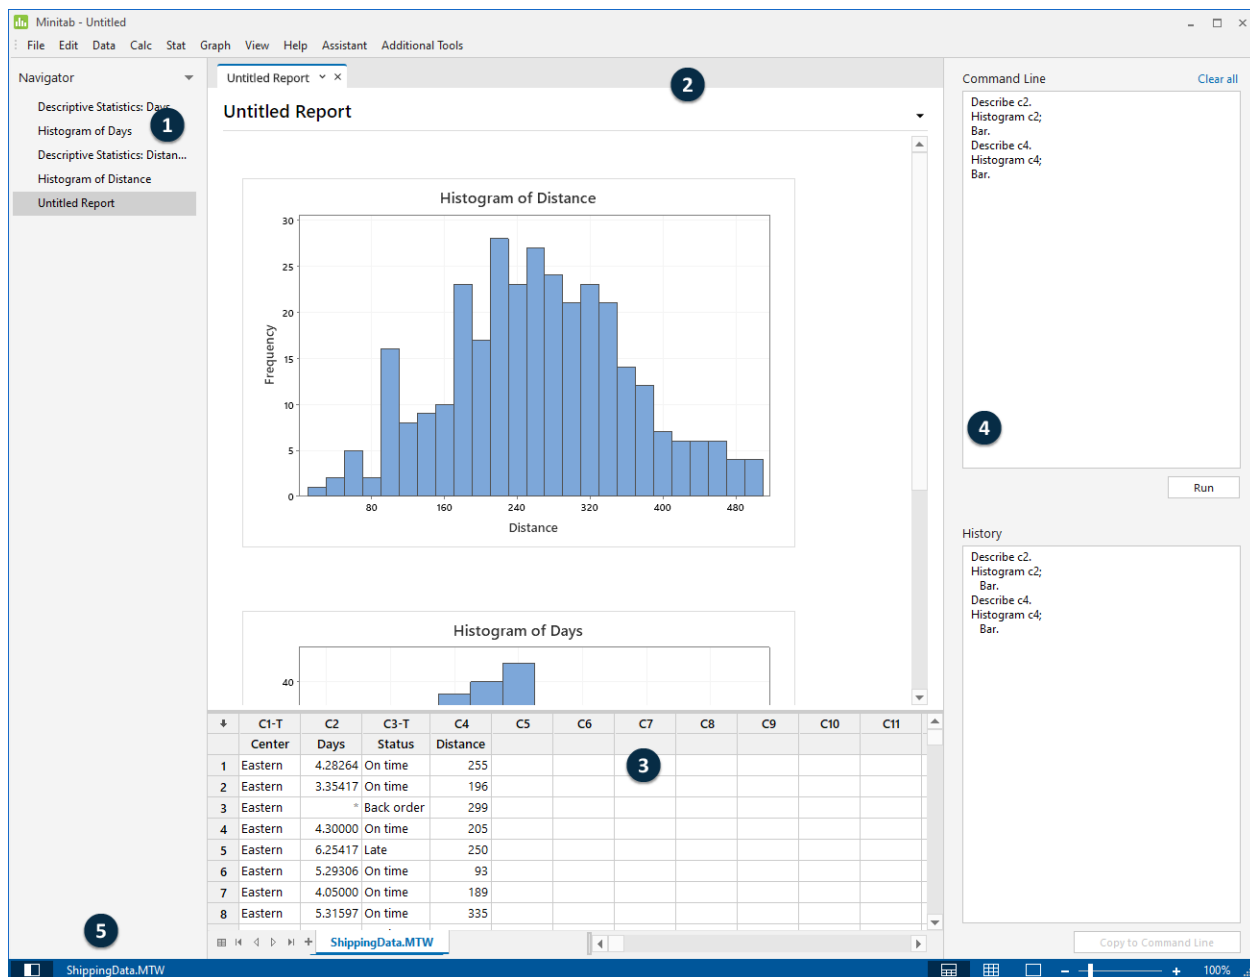 Minitab - Untitled
File Edit Data Calc Stat Graph View Help Assistant Additional Tools
Navigator
Descriptive Statistics: Days
Histogram of Days
Descriptive Statistics: Distan...
Histogram of Distance
Untitled Report
1
Untitled Report
2
Untitled Report
Histogram of Distance
30
25
20
15
10
5
0
Frequency
80 160 240 320 400 480
Distance
Histogram of Days
40
C1-T C2 C3-T C4 C5 C6 C7 C8 C9 C10 C11
Center Days Status Distance
1 Eastern 4.28264 On time 255
2 Eastern 3.35417 On time 196
3 Eastern * Back order 299
4 Eastern 4.30000 On time 205
5 Eastern 6.25417 Late 250
6 Eastern 5.29306 On time 93
7 Eastern 4.05000 On time 189
8 Eastern 5.31597 On time 335
3
ShippingData.MTW
Command Line Clear all
Describe c2.
Histogram c2;
Bar.
Describe c4.
Histogram c4;
Bar.
4
Run
History
Describe c2.
Histogram c2;
Bar.
Describe c4.
Histogram c4;
Bar.
Copy to Command Line
5
ShippingData.MTW
100%